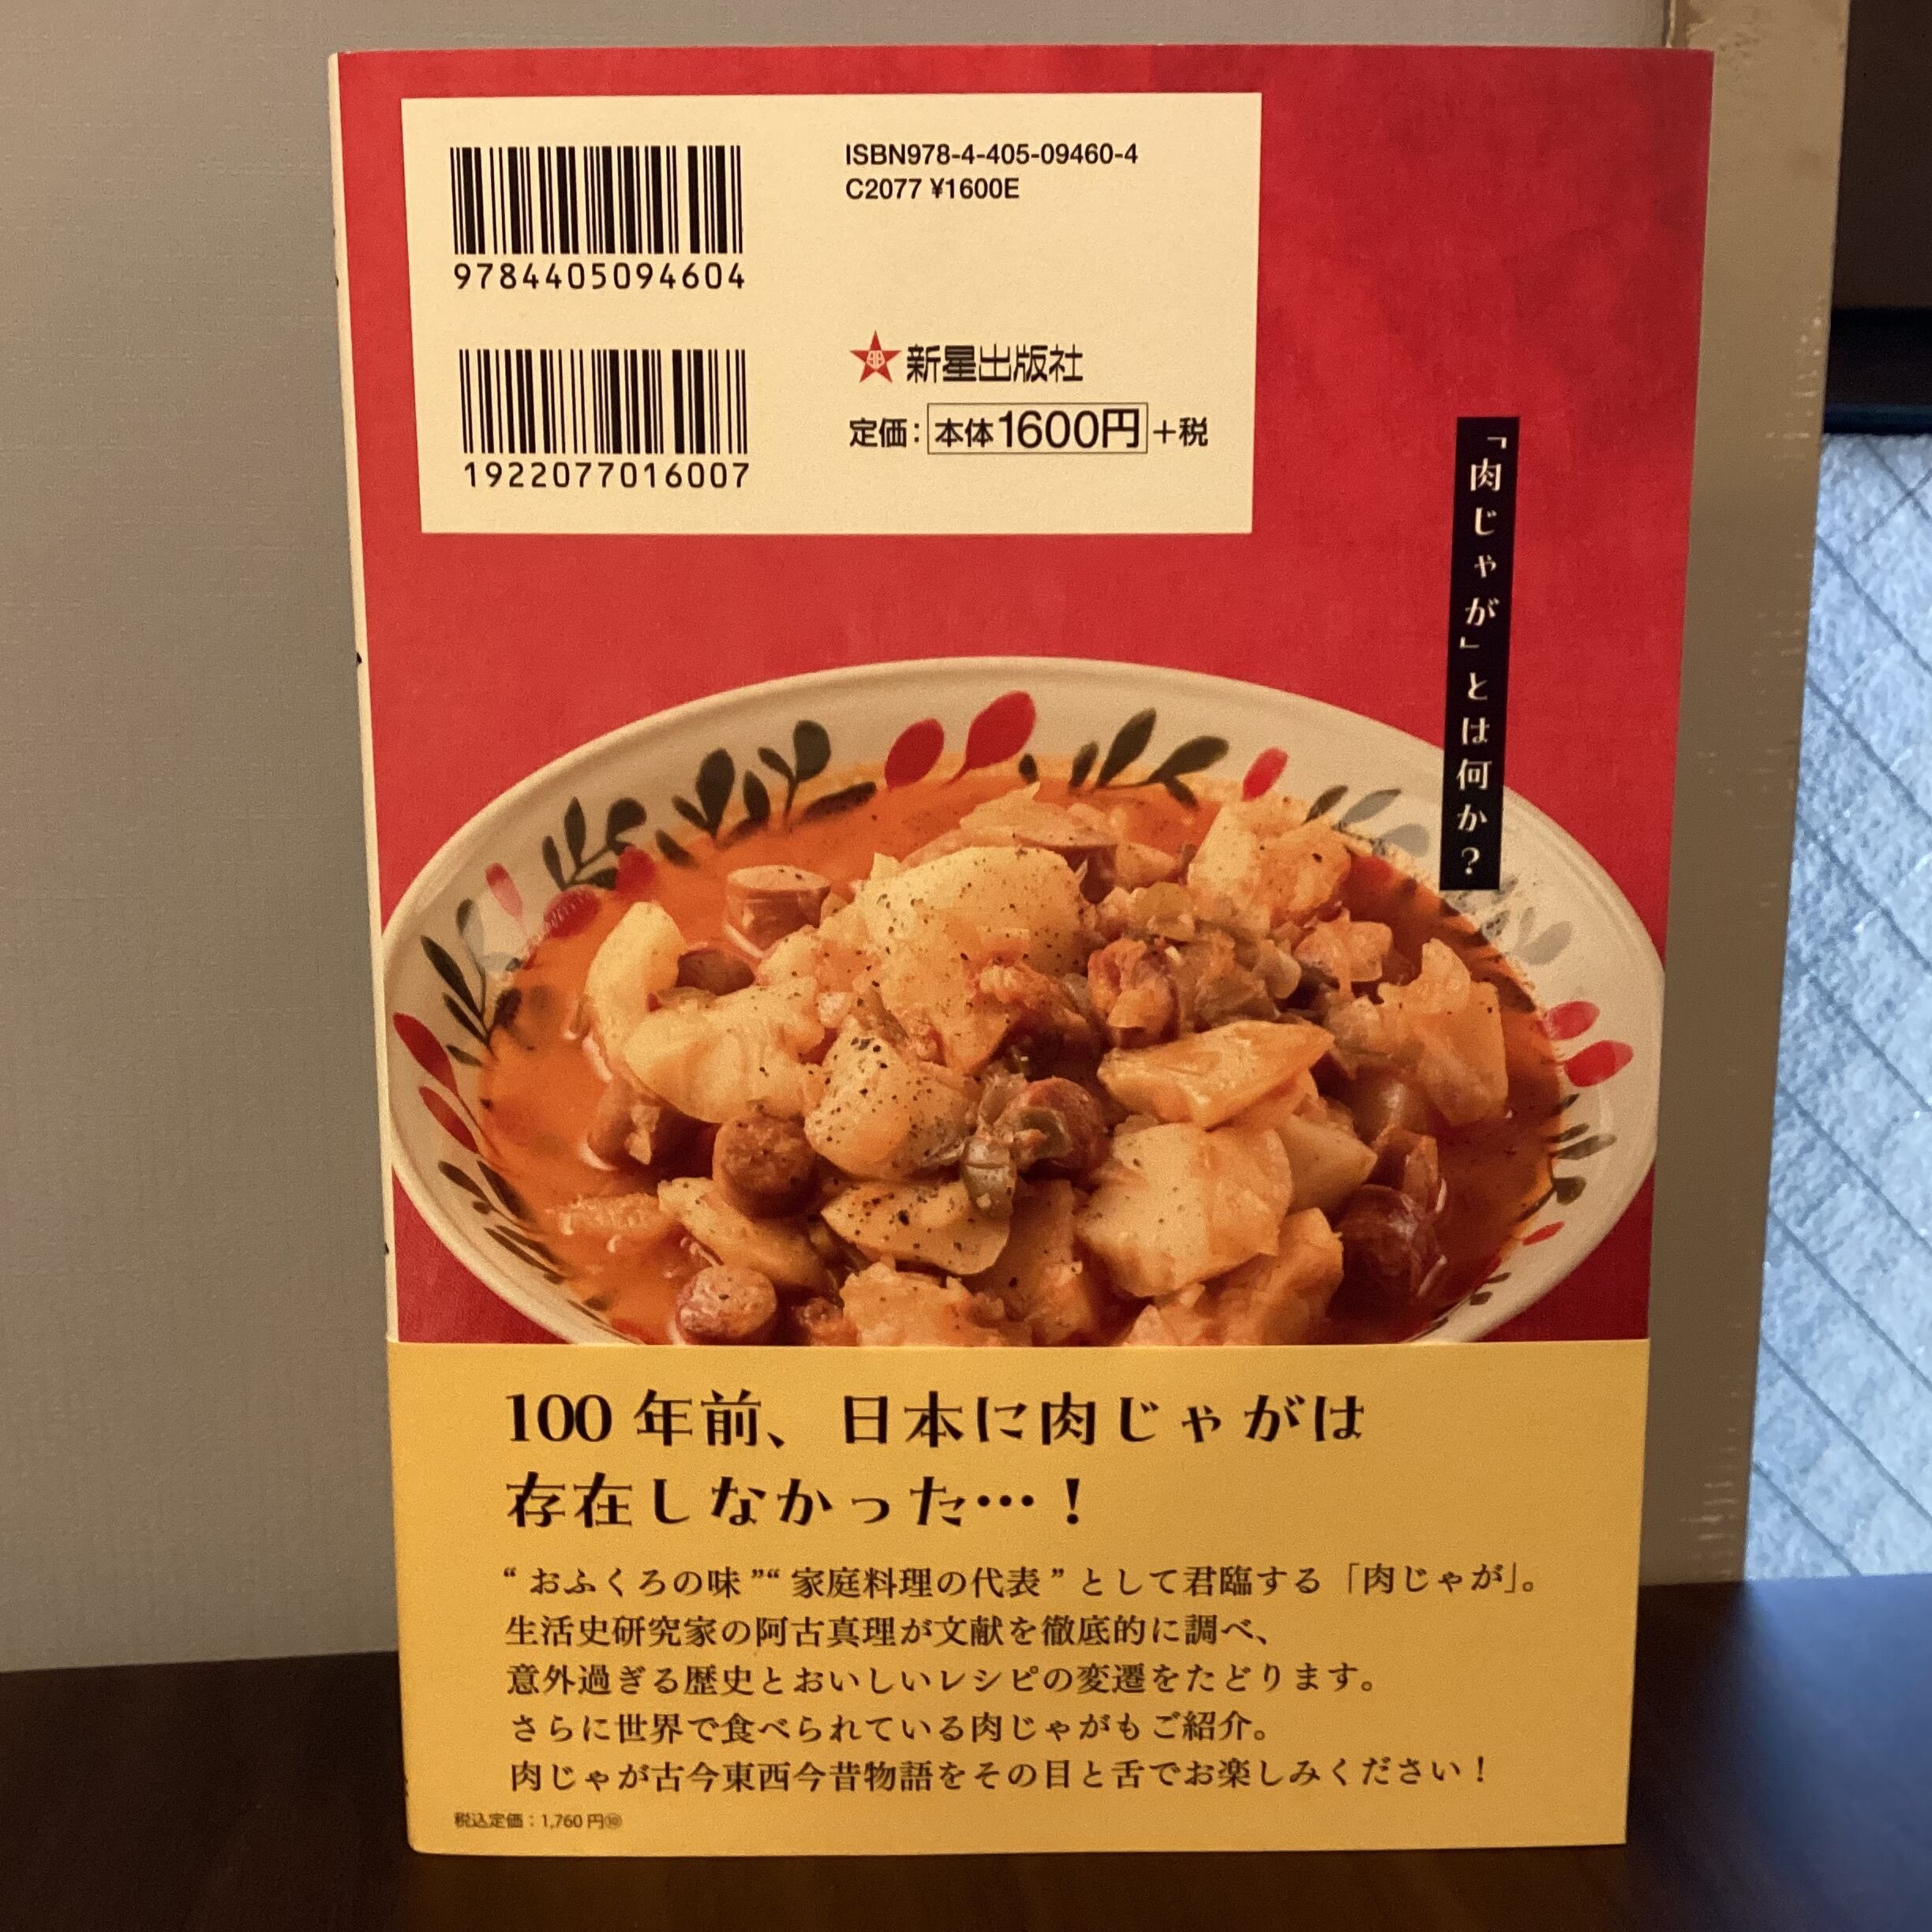 9784405094604
ISBN978-4-405-09460-4
C2077 ¥1600E
1922077016007
新星出版社
定価：本体1600円＋税
「肉じゃが」とは何か？
100年前、日本に肉じゃがは
存在しなかった…！
“おふくろの味”“家庭料理の代表”として君臨する「肉じゃが」。
生活史研究家の阿古真理が文献を徹底的に調べ、
意外過ぎる歴史とおいしいレシピの変遷をたどります。
さらに世界で食べられている肉じゃがもご紹介。
肉じゃが古今東西今昔物語をその目と舌でお楽しみください！
税込定価：1,760円⑩